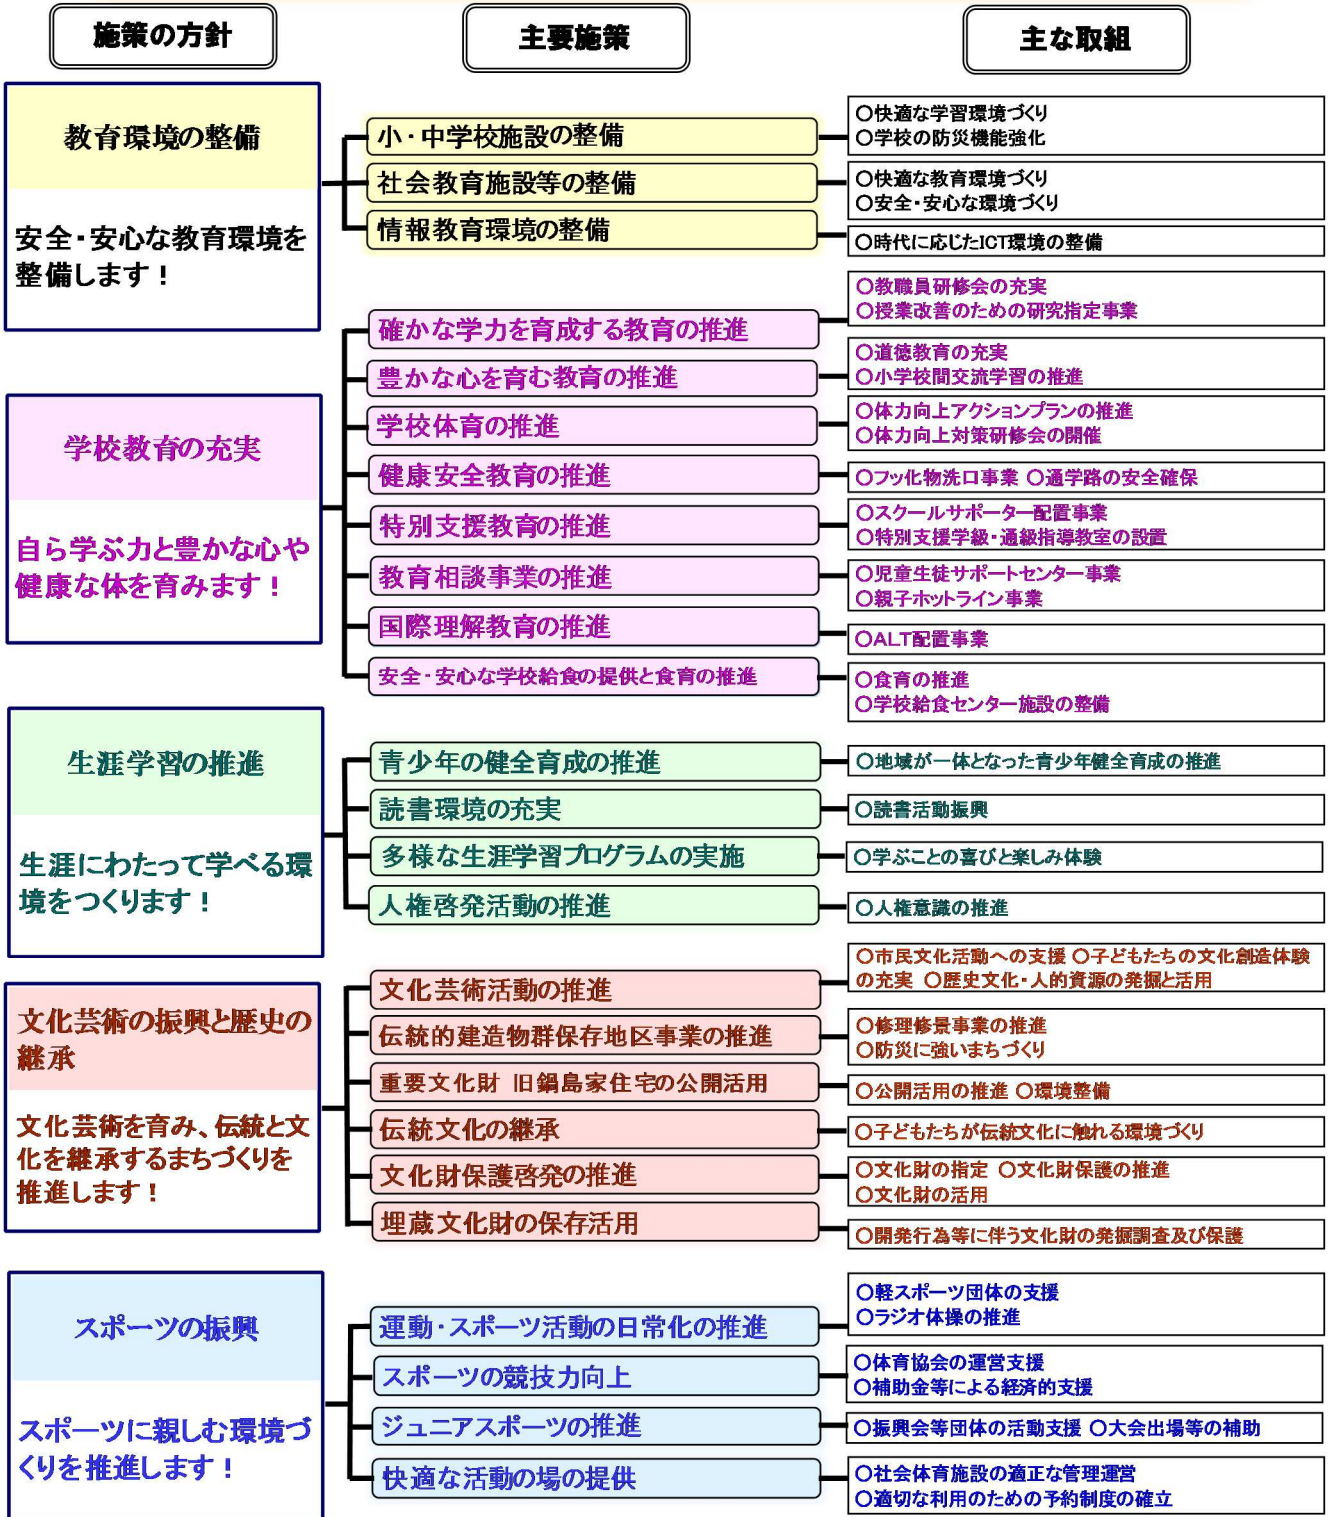 施策の方針
主要施策
主な取組
教育環境の整備
安全・安心な教育環境を
整備します！
小・中学校施設の整備
〇快適な学習環境づくり
〇学校の防災機能強化
社会教育施設等の整備
〇快適な教育環境づくり
〇安全・安心な環境づくり
情報教育環境の整備
〇時代に応じたICT環境の整備
学校教育の充実
自ら学ぶ力と豊かな心や
健康な体を育みます！
確かな学力を育成する教育の推進
〇教職員研修会の充実
〇授業改善のための研究指定事業
豊かな心を育む教育の推進
〇道徳教育の充実
〇小学校間交流学習の推進
学校体育の推進
〇体力向上アクションプランの推進
〇体力向上対策研修会の開催
健康安全教育の推進
〇フッ化物洗口事業 〇通学路の安全確保
特別支援教育の推進
〇スクールサポーター配置事業
〇特別支援学級・通級指導教室の設置
教育相談事業の推進
〇児童生徒サポートセンター事業
〇親子ホットライン事業
国際理解教育の推進
〇ALT配置事業
安全・安心な学校給食の提供と食育の推進
〇食育の推進
〇学校給食センター施設の整備
生涯学習の推進
生涯にわたって学べる環
境をつくります！
青少年の健全育成の推進
〇地域が一体となった青少年健全育成の推進
読書環境の充実
〇読書活動振興
多様な生涯学習プログラムの実施
〇学ぶことの喜びと楽しみ体験
人権啓発活動の推進
〇人権意識の推進
文化芸術の振興と歴史の
継承
文化芸術を育み、伝統と文
化を継承するまちづくりを
推進します！
文化芸術活動の推進
〇市民文化活動への支援 〇子どもたちの文化創造体験
の充実 〇歴史文化・人的資源の発掘と活用
伝統的建造物群保存地区事業の推進
〇修理修景事業の推進
〇防災に強いまちづくり
重要文化財 旧鍋島家住宅の公開活用
〇公開活用の推進 〇環境整備
伝統文化の継承
〇子どもたちが伝統文化に触れる環境づくり
文化財保護啓発の推進
〇文化財の指定 〇文化財保護の推進
〇文化財の活用
埋蔵文化財の保存活用
〇開発行為等に伴う文化財の発掘調査及び保護
スポーツの振興
スポーツに親しむ環境づ
くりを推進します！
運動・スポーツ活動の日常化の推進
〇軽スポーツ団体の支援
〇ラジオ体操の推進
スポーツの競技力向上
〇体育協会の運営支援
〇補助金等による経済的支援
ジュニアスポーツの推進
〇振興会等団体の活動支援 〇大会出場等の補助
快適な活動の場の提供
〇社会体育施設の適正な管理運営
〇適切な利用のための予約制度の確立